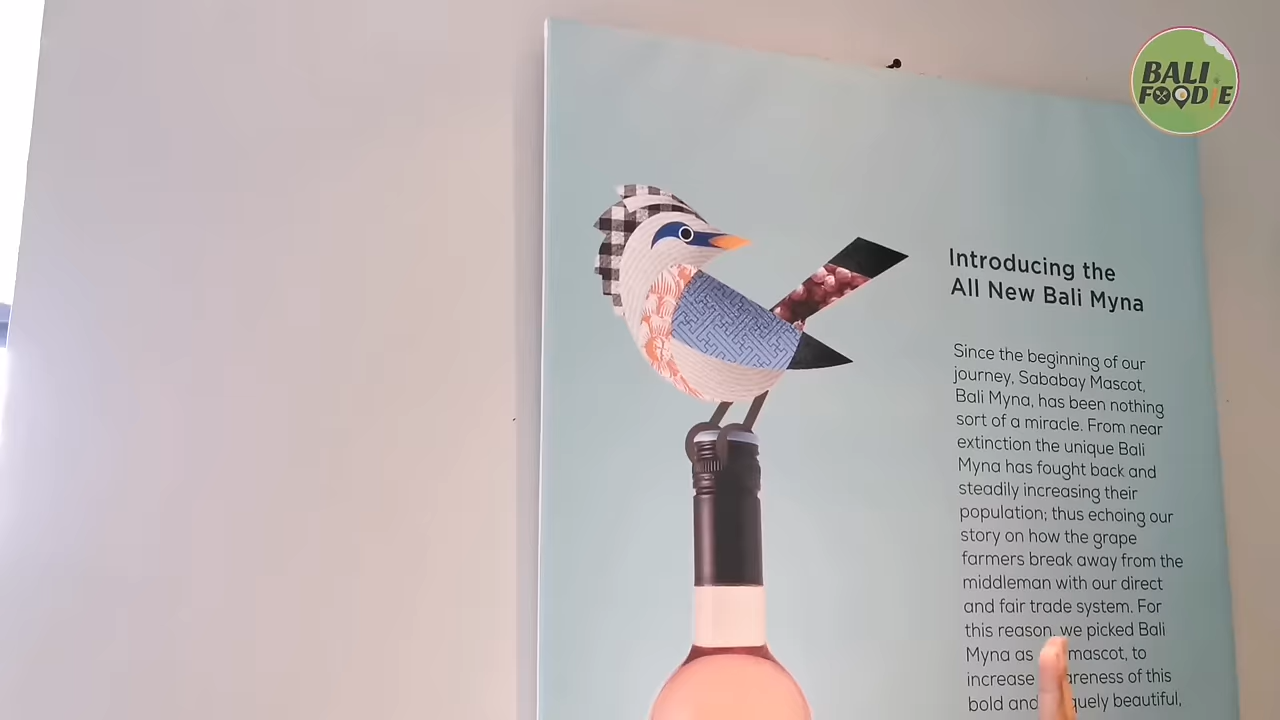 BALI
FOODIE
Introducing the
All New Bali Myna
Since the beginning of our
journey, Sababay Mascot,
Bali Myna, has been nothing
sort of a miracle. From near
extinction the unique Bali
Myna has fought back and
steadily increasing their
population; thus echoing our
story on how the grape
farmers break away from the
middleman with our direct
and fair trade system. For
this reason, we picked Bali
Myna as mascot, to
increase of this
bold and beautiful,